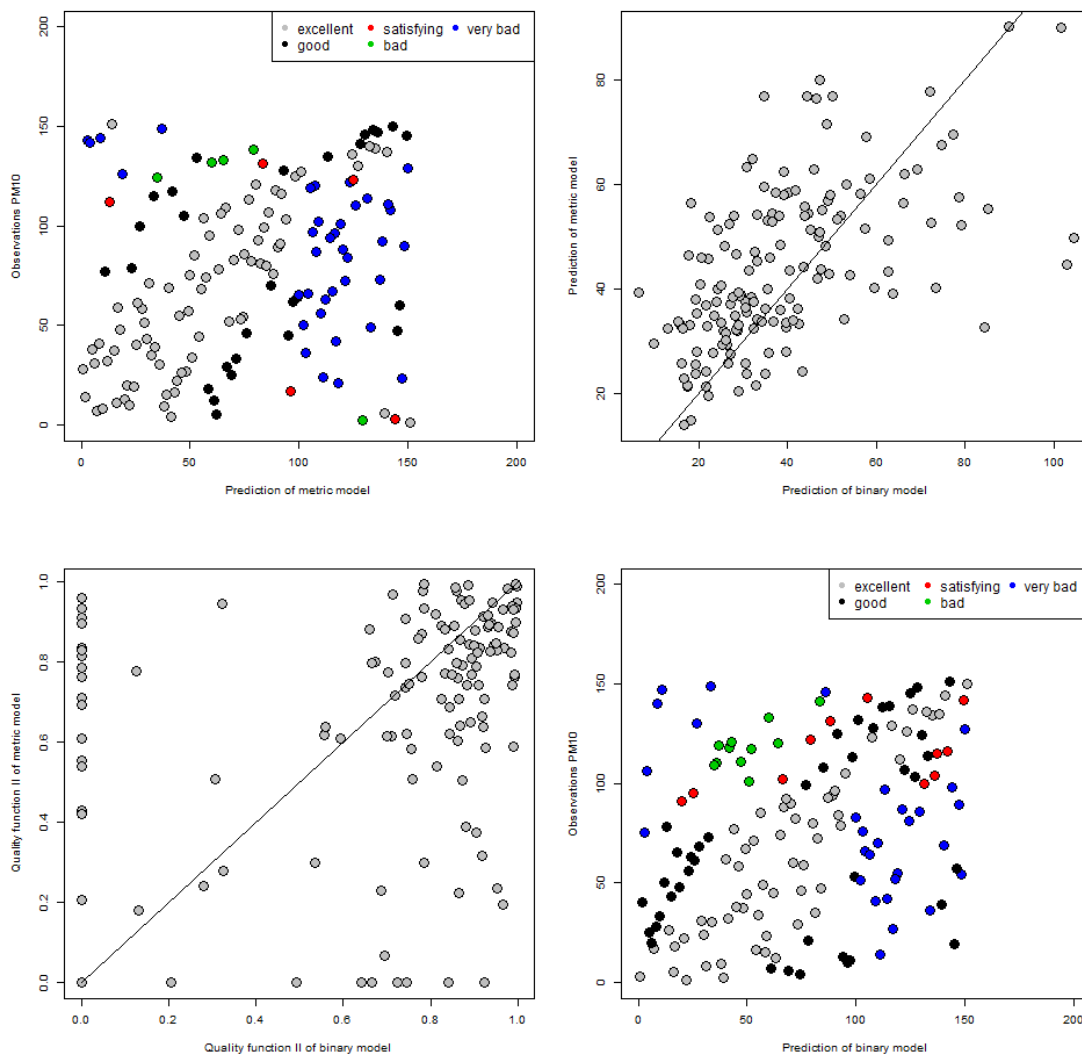 200
150
100
50
0
Observations PM10
excellent satisfying very bad
good bad
0 50 100 150 200
Prediction of metric model
80
60
40
20
Prediction of metric model
20 40 60 80 100
Prediction of binary model
1.0
0.8
0.6
0.4
0.2
0.0
Quality function II of metric model
0.0 0.2 0.4 0.6 0.8 1.0
Quality function II of binary model
200
150
100
50
0
Observations PM10
excellent satisfying very bad
good bad
0 50 100 150 200
Prediction of binary model